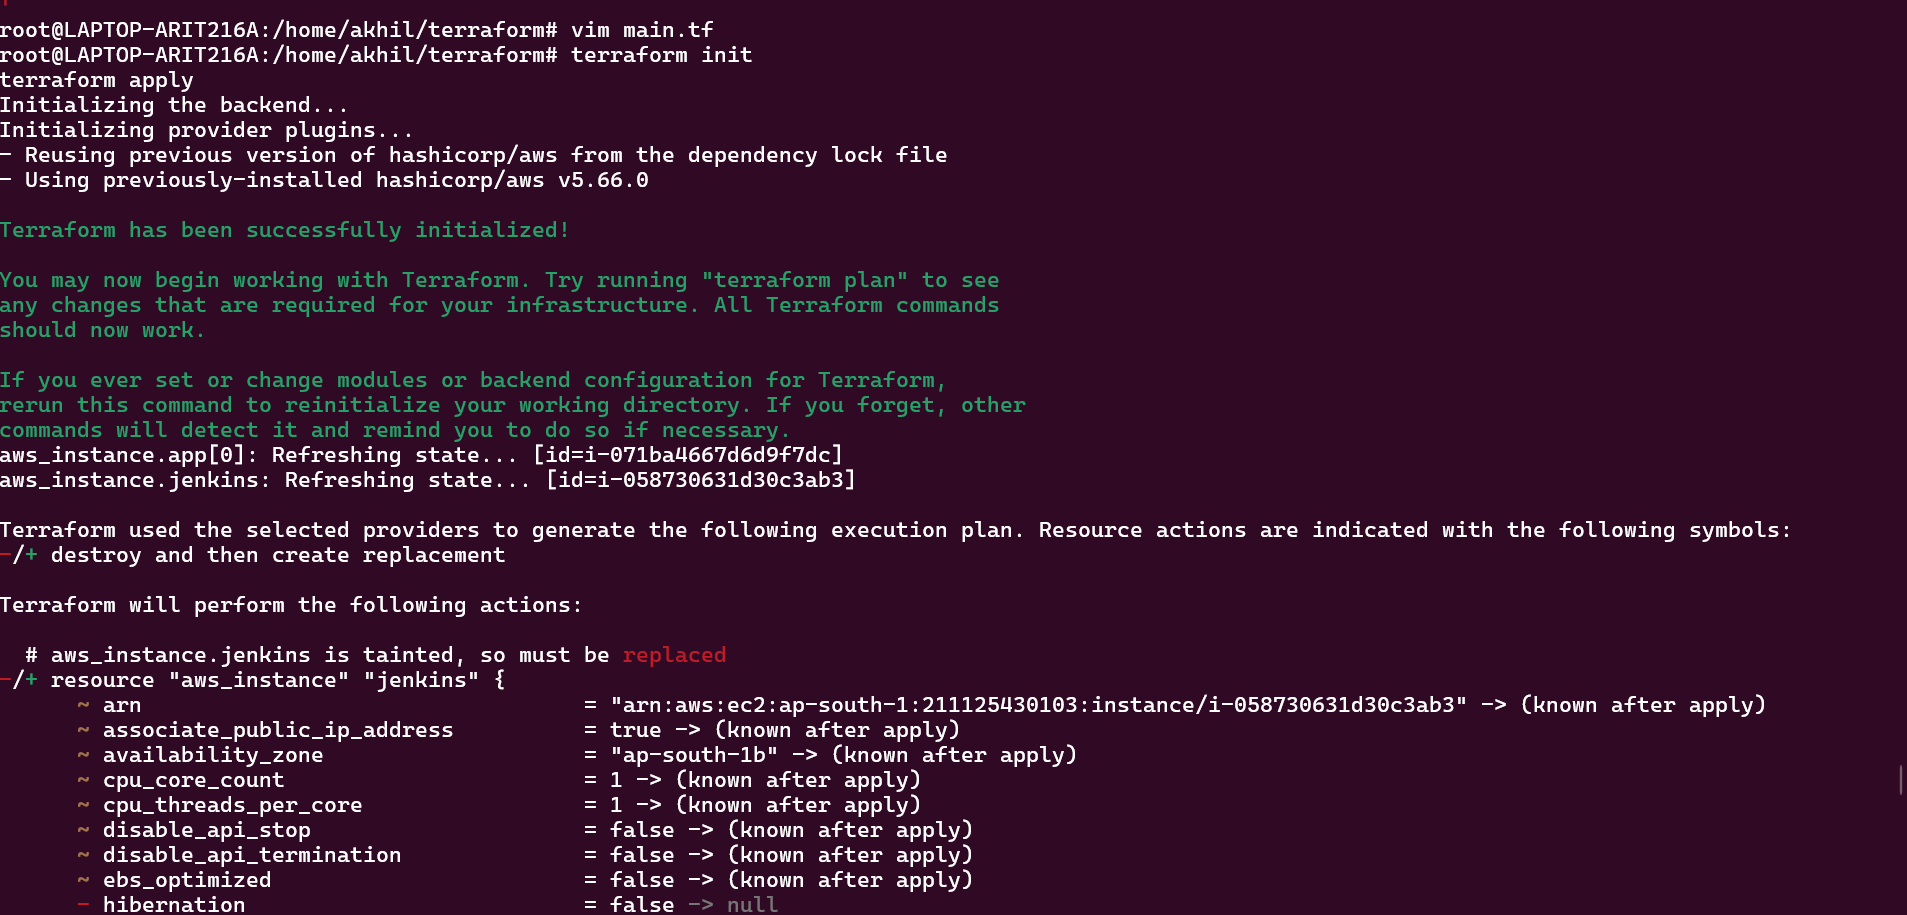 root@LAPTOP-ARIT216A:/home/akhil/terraform# vim main.tf
root@LAPTOP-ARIT216A:/home/akhil/terraform# terraform init
terraform apply
Initializing the backend...
Initializing provider plugins...
- Reusing previous version of hashicorp/aws from the dependency lock file
- Using previously-installed hashicorp/aws v5.66.0

Terraform has been successfully initialized!

You may now begin working with Terraform. Try running "terraform plan" to see
any changes that are required for your infrastructure. All Terraform commands
should now work.

If you ever set or change modules or backend configuration for Terraform,
rerun this command to reinitialize your working directory. If you forget, other
commands will detect it and remind you to do so if necessary.
aws_instance.app[0]: Refreshing state... [id=i-071ba4667d6d9f7dc]
aws_instance.jenkins: Refreshing state... [id=i-058730631d30c3ab3]

Terraform used the selected providers to generate the following execution plan. Resource actions are indicated with the following symbols:
-/+ destroy and then create replacement

Terraform will perform the following actions:

  # aws_instance.jenkins is tainted, so must be replaced
-/+ resource "aws_instance" "jenkins" {
      ~ arn                                  = "arn:aws:ec2:ap-south-1:211125430103:instance/i-058730631d30c3ab3" -> (known after apply)
      ~ associate_public_ip_address          = true -> (known after apply)
      ~ availability_zone                    = "ap-south-1b" -> (known after apply)
      ~ cpu_core_count                       = 1 -> (known after apply)
      ~ cpu_threads_per_core                 = 1 -> (known after apply)
      ~ disable_api_stop                     = false -> (known after apply)
      ~ disable_api_termination              = false -> (known after apply)
      ~ ebs_optimized                        = false -> (known after apply)
      - hibernation                          = false -> null